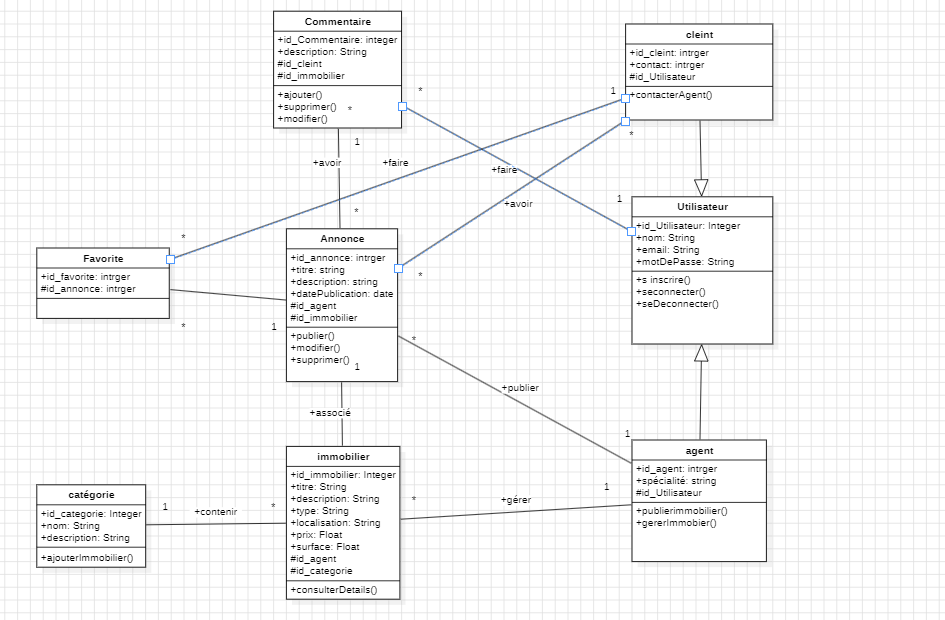 Commentaire
+id_Commentaire: integer
+description: String
#id_cleint
#id_immobilier
+ajouter()
+supprimer()
*
+modifier()
*
1
cleint
+id_cleint: intrger
+contact: intrger
#id_Utilisateur
+contacterAgent()
1
*
+avoir
+faire
+faire
+avoir
*
*
1
Utilisateur
+id_Utilisateur: Integer
+nom: String
+email: String
+motDePasse: String
+s inscrire()
+seconnecter()
+seDeconnecter()
Favorite
+id_favorite: intrger
#id_annonce: intrger
*
*
1
Annonce
+id_annonce: intrger
+titre: string
+description: string
+datePublication: date
#id_agent
#id_immobilier
+publier()
+modifier()
+supprimer()
1
*
*
+publier
1
+associé
immobilier
+id_immobilier: Integer
+titre: String
+description: String
+type: String
+localisation: String
+prix: Float
+surface: Float
#id_agent
#id_categorie
+consulterDetails()
*
+gérer
1
agent
+id_agent: intrger
+spécialité: string
#id_Utilisateur
+publierimmobilier()
+gererImmobier()
catégorie
+id_categorie: Integer
+nom: String
+description: String
+ajouterImmobilier()
1
+contenir
*